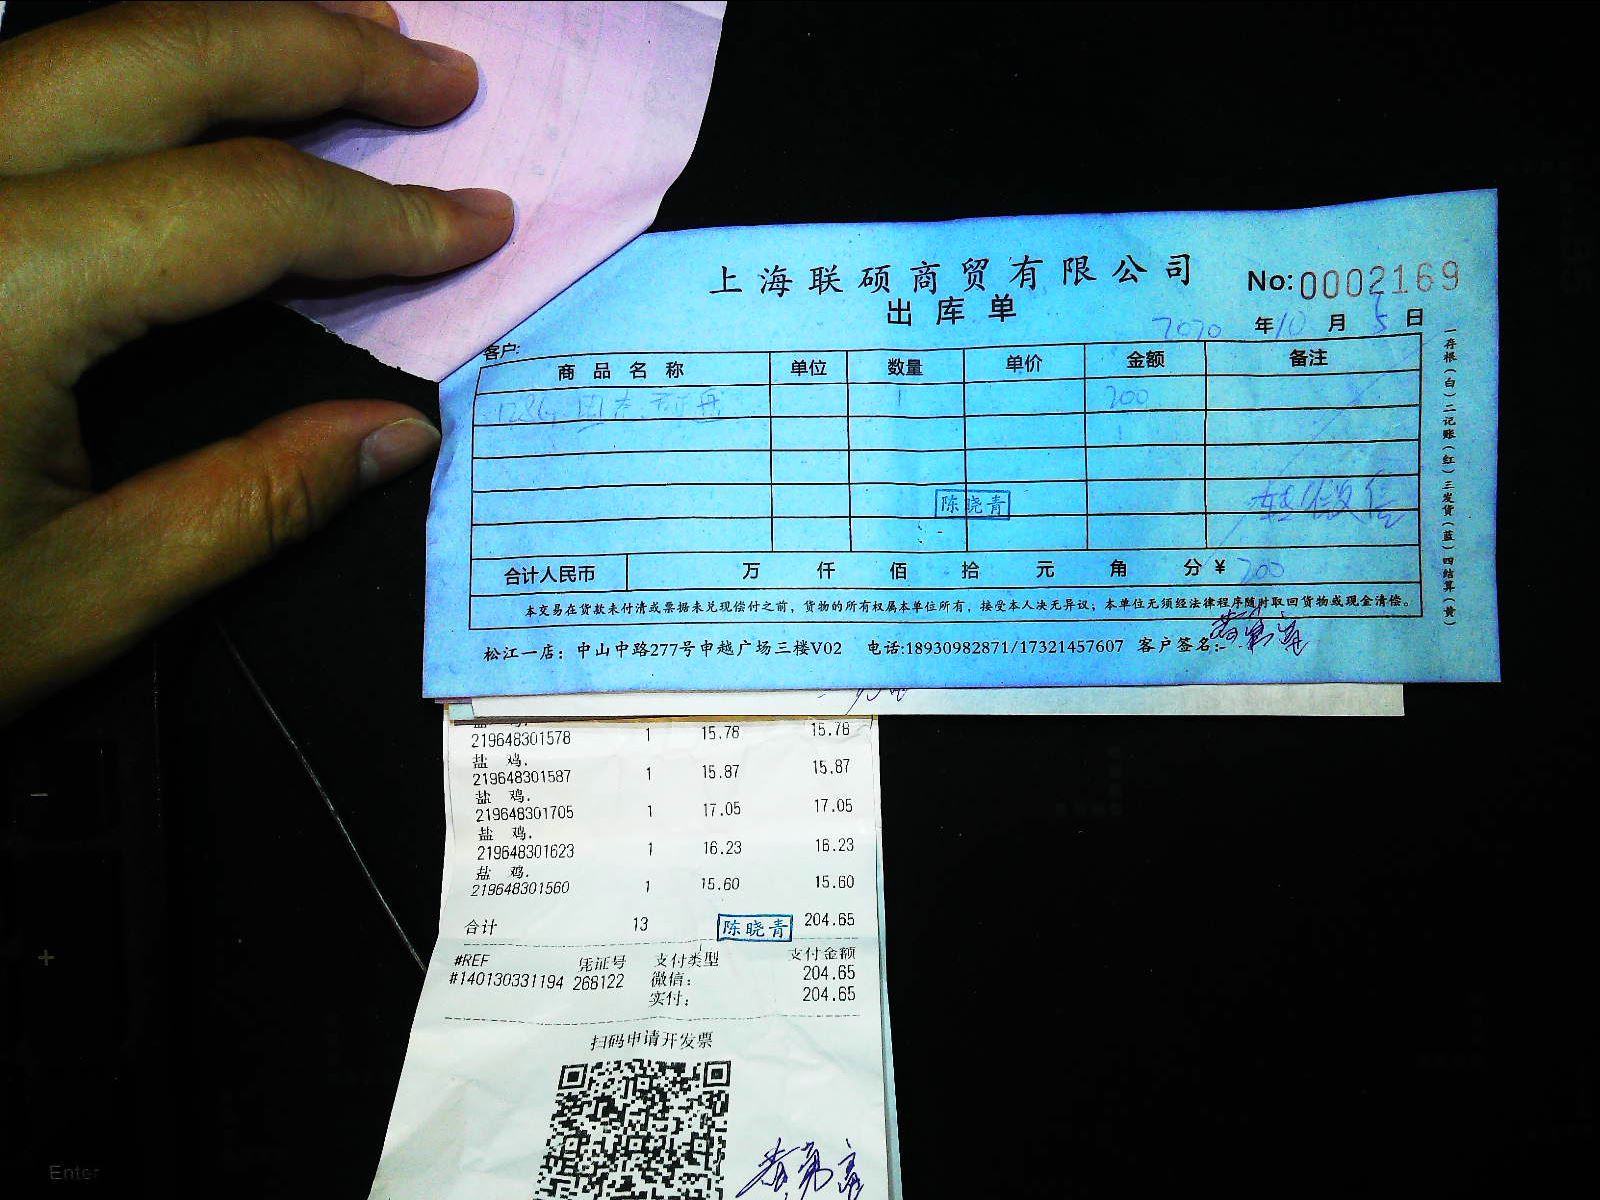 上海联硕商贸有限公司
No:0002169
出库单
2020 年 10 月 5 日
客户:
商品名称 单位 数量 单价 金额 备注
128G 固态 1 200
陈晓青
转微信
合计人民币 万 仟 佰 拾 元 角 分 ¥ 200
本交易在货款未付清或票据未兑现偿付之前，货物的所有权属本单位所有，接受本人决无异议；本单位无须经法律程序随时取回货物或现金清偿。
松江一店：中山中路277号申越广场三楼V02 电话:18930982871/17321457607 客户签名:
一存根（白）二记账（红）三发货（蓝）四结算（黄）
219648301578 1 15.78 15.78
盐 鸡.
219648301587 1 15.87 15.87
盐 鸡.
219648301705 1 17.05 17.05
盐 鸡.
219648301623 1 16.23 16.23
盐 鸡.
219648301560 1 15.60 15.60
合计 13 陈晓青 204.65
#REF 凭证号 支付类型 支付金额
#140130331194 268122 微信: 204.65
实付: 204.65
扫码申请开发票
Enter